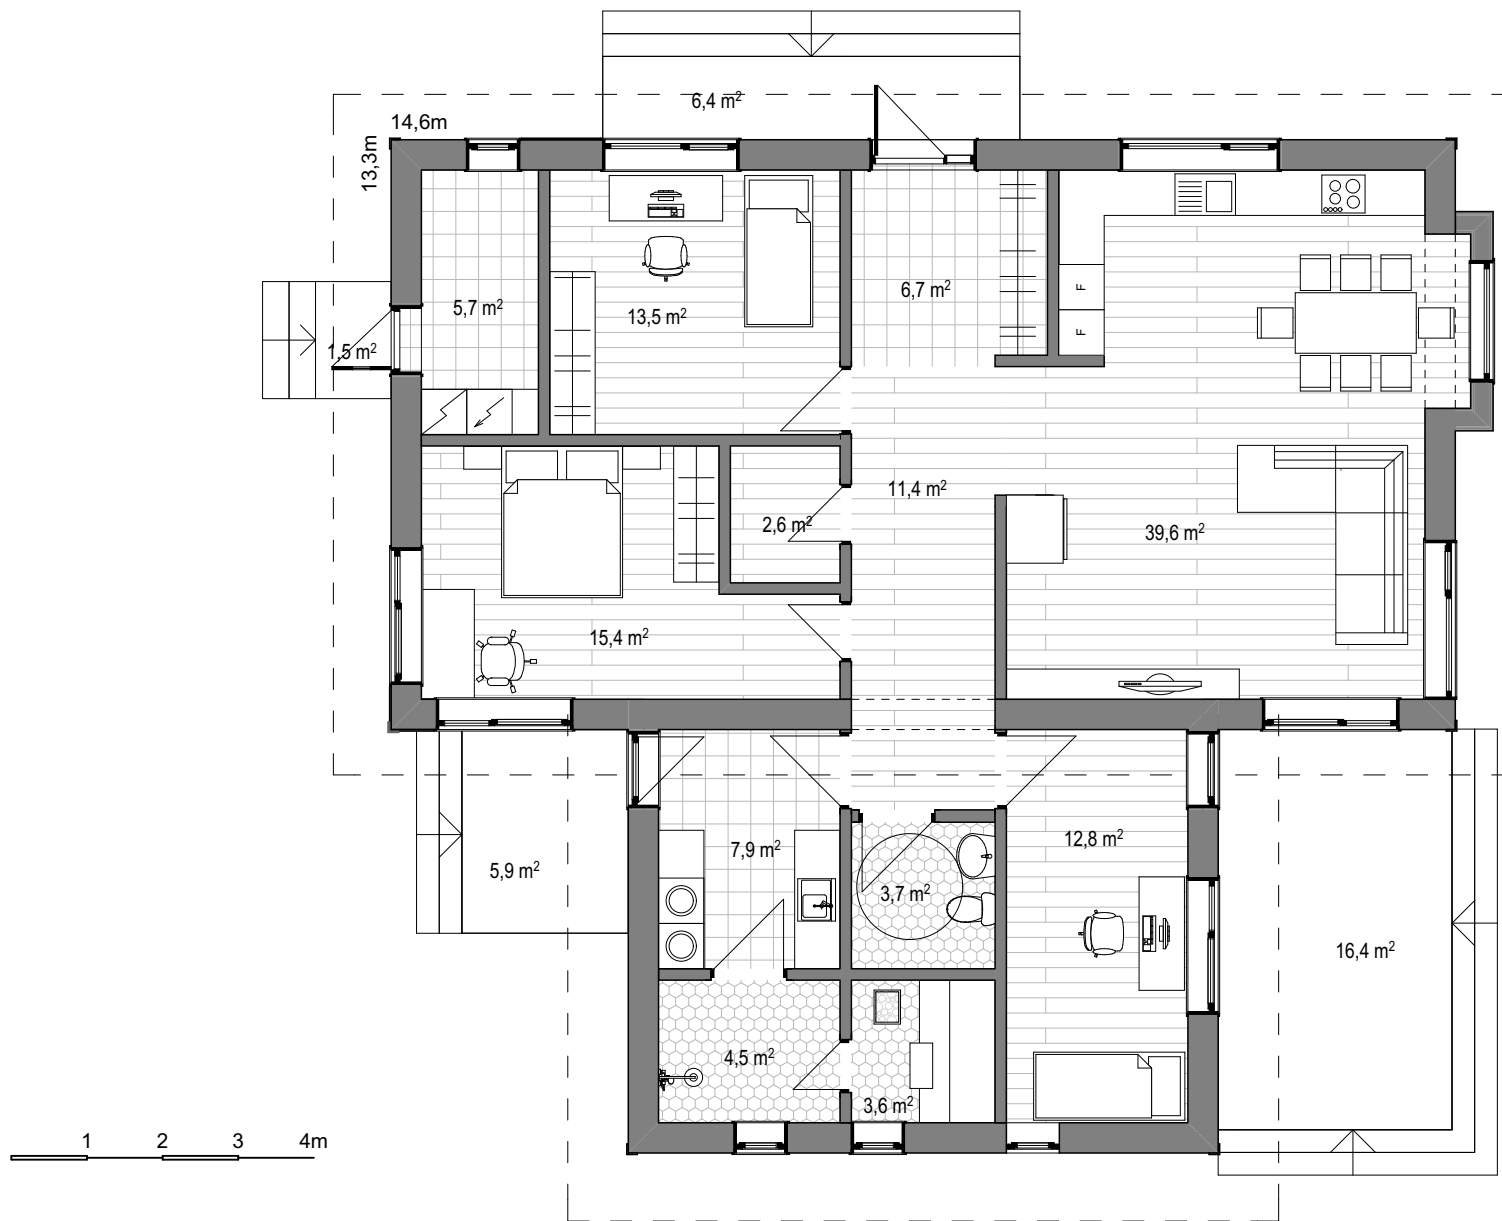 6,4 m²
14,6m
13,3m
5,7 m²
13,5 m²
6,7 m²
F
F
1,5 m²
11,4 m²
2,6 m²
39,6 m²
15,4 m²
7,9 m²
12,8 m²
5,9 m²
3,7 m²
16,4 m²
4,5 m²
3,6 m²
1 2 3 4m